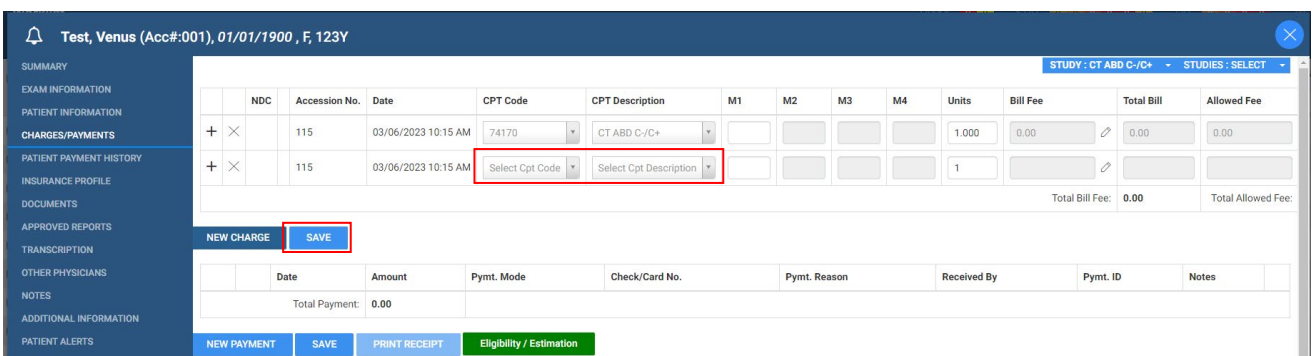 Test, Venus (Acc#:001), 01/01/1900 , F, 123Y
SUMMARY
EXAM INFORMATION
PATIENT INFORMATION
CHARGES/PAYMENTS
PATIENT PAYMENT HISTORY
INSURANCE PROFILE
DOCUMENTS
APPROVED REPORTS
TRANSCRIPTION
OTHER PHYSICIANS
NOTES
ADDITIONAL INFORMATION
PATIENT ALERTS
STUDY : CT ABD C-/C+ STUDIES : SELECT
NDC Accession No. Date CPT Code CPT Description M1 M2 M3 M4 Units Bill Fee Total Bill Allowed Fee
115 03/06/2023 10:15 AM 74170 CT ABD C-/C+ 1.000 0.00 0.00 0.00
115 03/06/2023 10:15 AM Select Cpt Code Select Cpt Description 1
Total Bill Fee: 0.00 Total Allowed Fee:
NEW CHARGE SAVE
Date Amount Pymt. Mode Check/Card No. Pymt. Reason Received By Pymt. ID Notes
Total Payment: 0.00
NEW PAYMENT SAVE PRINT RECEIPT Eligibility / Estimation